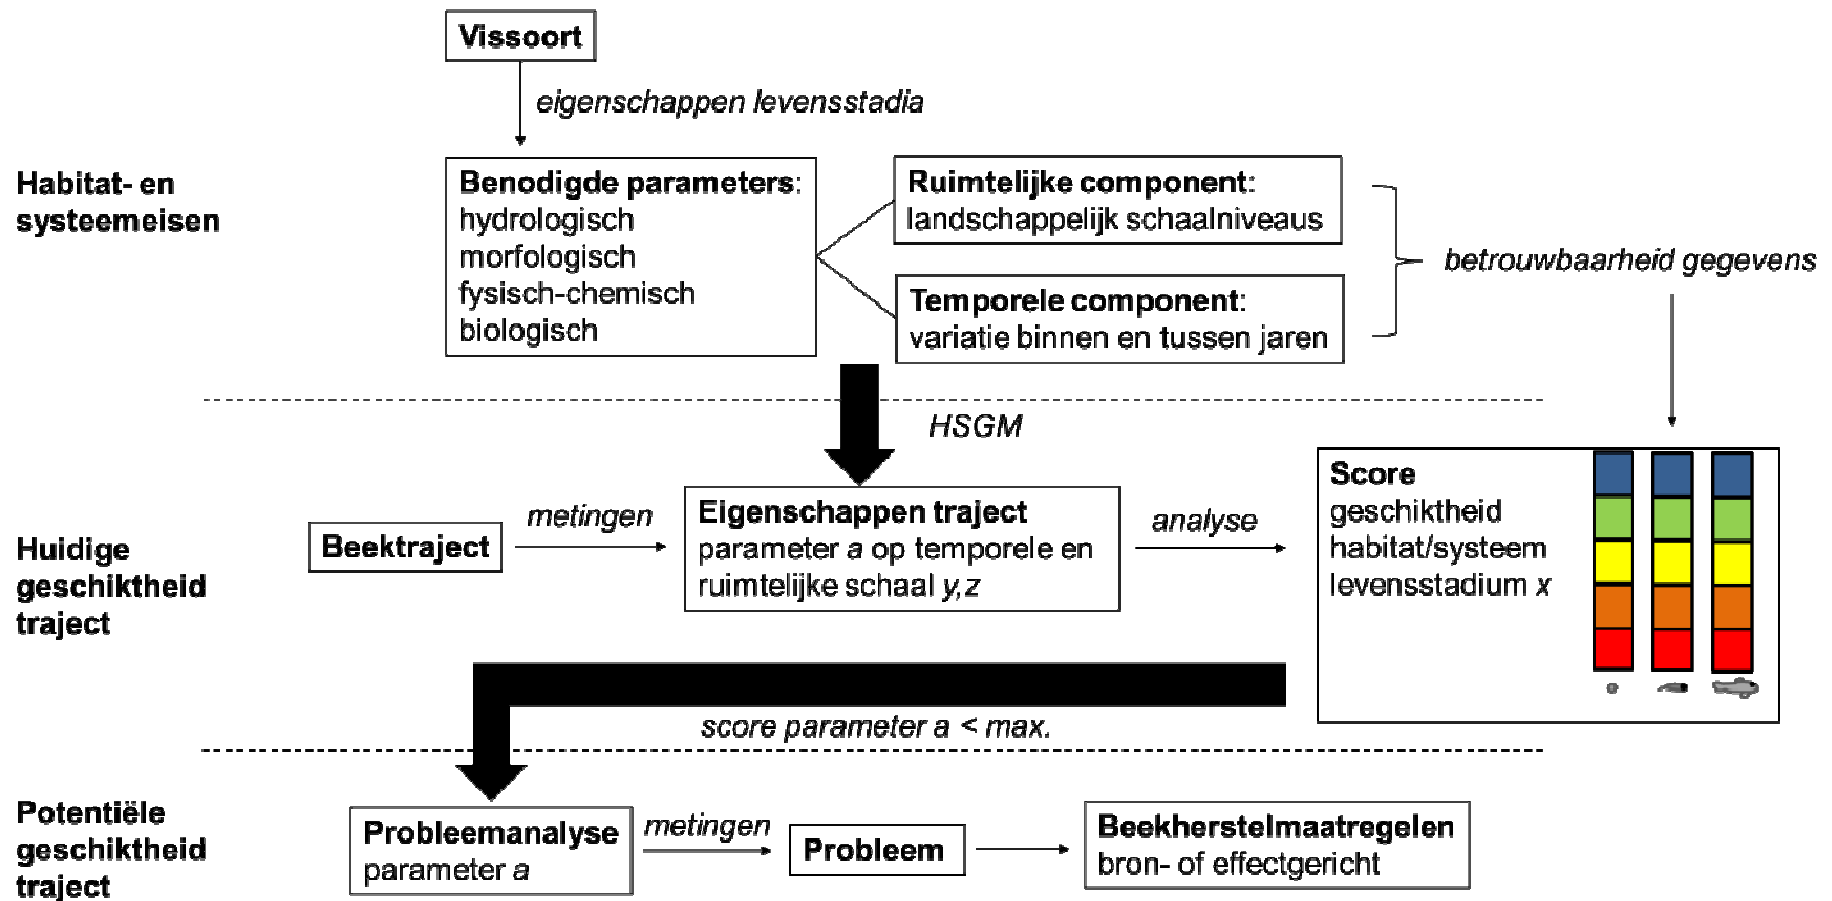 Vissoort
eigenschappen levensstadia
Habitat- en
systeemeisen
Benodigde parameters:
hydrologisch
morfologisch
fysisch-chemisch
biologisch
Ruimtelijke component:
landschappelijk schaalniveaus
Temporele component:
variatie binnen en tussen jaren
betrouwbaarheid gegevens
HSGM
Huidige
geschiktheid
traject
Beektraject
metingen
Eigenschappen traject
parameter a op temporele en
ruimtelijke schaal y,z
analyse
Score
geschiktheid
habitat/systeem
levensstadium x
score parameter a < max.
Potentiële
geschiktheid
traject
Probleemanalyse
parameter a
metingen
Probleem
Beekherstelmaatregelen
bron- of effectgericht